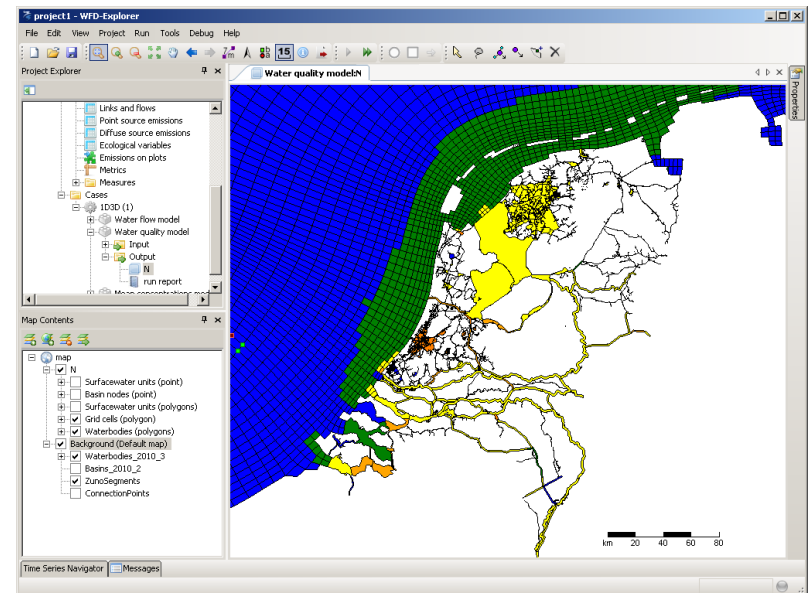 project1 - WFD-Explorer
File Edit View Project Run Tools Debug Help
15
Project Explorer
Water quality model:N
Properties
Links and flows
Point source emissions
Diffuse source emissions
Ecological variables
Emissions on plots
Metrics
Measures
Cases
1D3D (1)
Water flow model
Water quality model
Input
Output
N
run report
Map Contents
map
N
Surfacewater units (point)
Basin nodes (point)
Surfacewater units (polygons)
Grid cells (polygon)
Waterbodies (polygons)
Background (Default map)
Waterbodies_2010_3
Basins_2010_2
ZunoSegments
ConnectionPoints
km 20 40 60 80
Time Series Navigator Messages